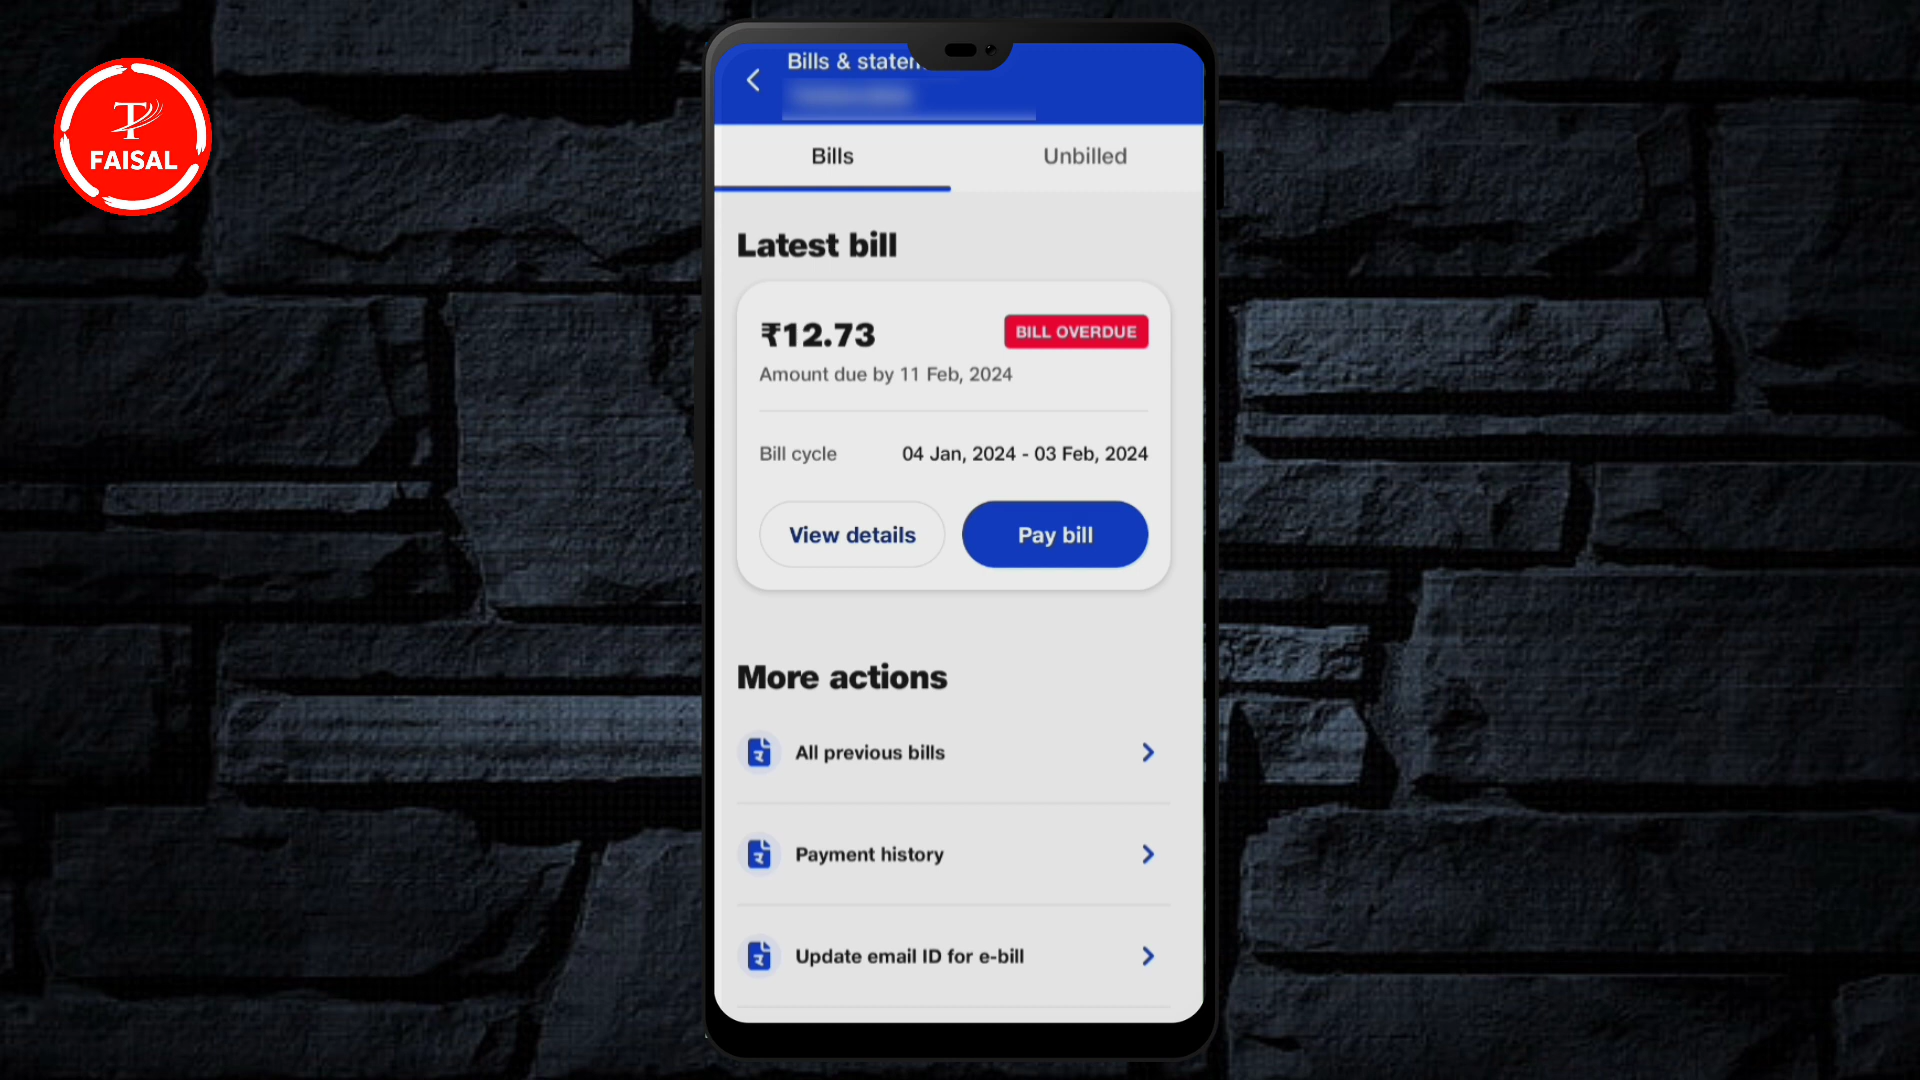 T
FAISAL
Bills & statem
Bills
Unbilled
Latest bill
₹12.73
BILL OVERDUE
Amount due by 11 Feb, 2024
Bill cycle
04 Jan, 2024 - 03 Feb, 2024
View details
Pay bill
More actions
All previous bills
Payment history
Update email ID for e-bill